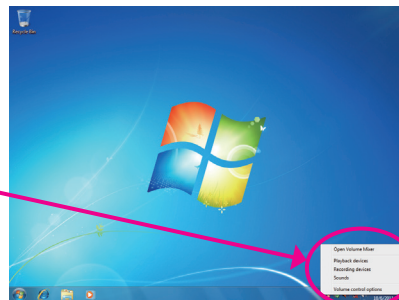 Recycle Bin
Open Volume Mixer
Playback devices
Recording devices
Sounds
Volume control options